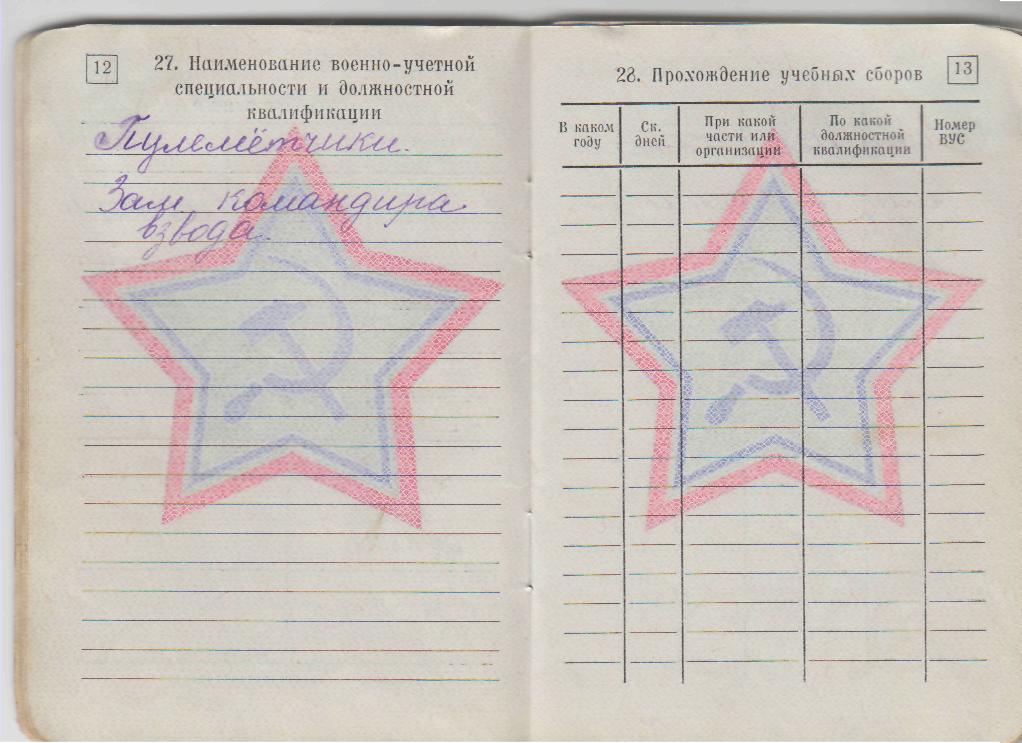 12
27. Наименование военно-учетной
специальности и должностной
квалификации
Пулемётчики.
Зам. командира
взвода.
28. Прохождение учебных сборов
13
В каком
году
Ск.
дней
При какой
части или
организации
По какой
должностной
квалификации
Номер
ВУС